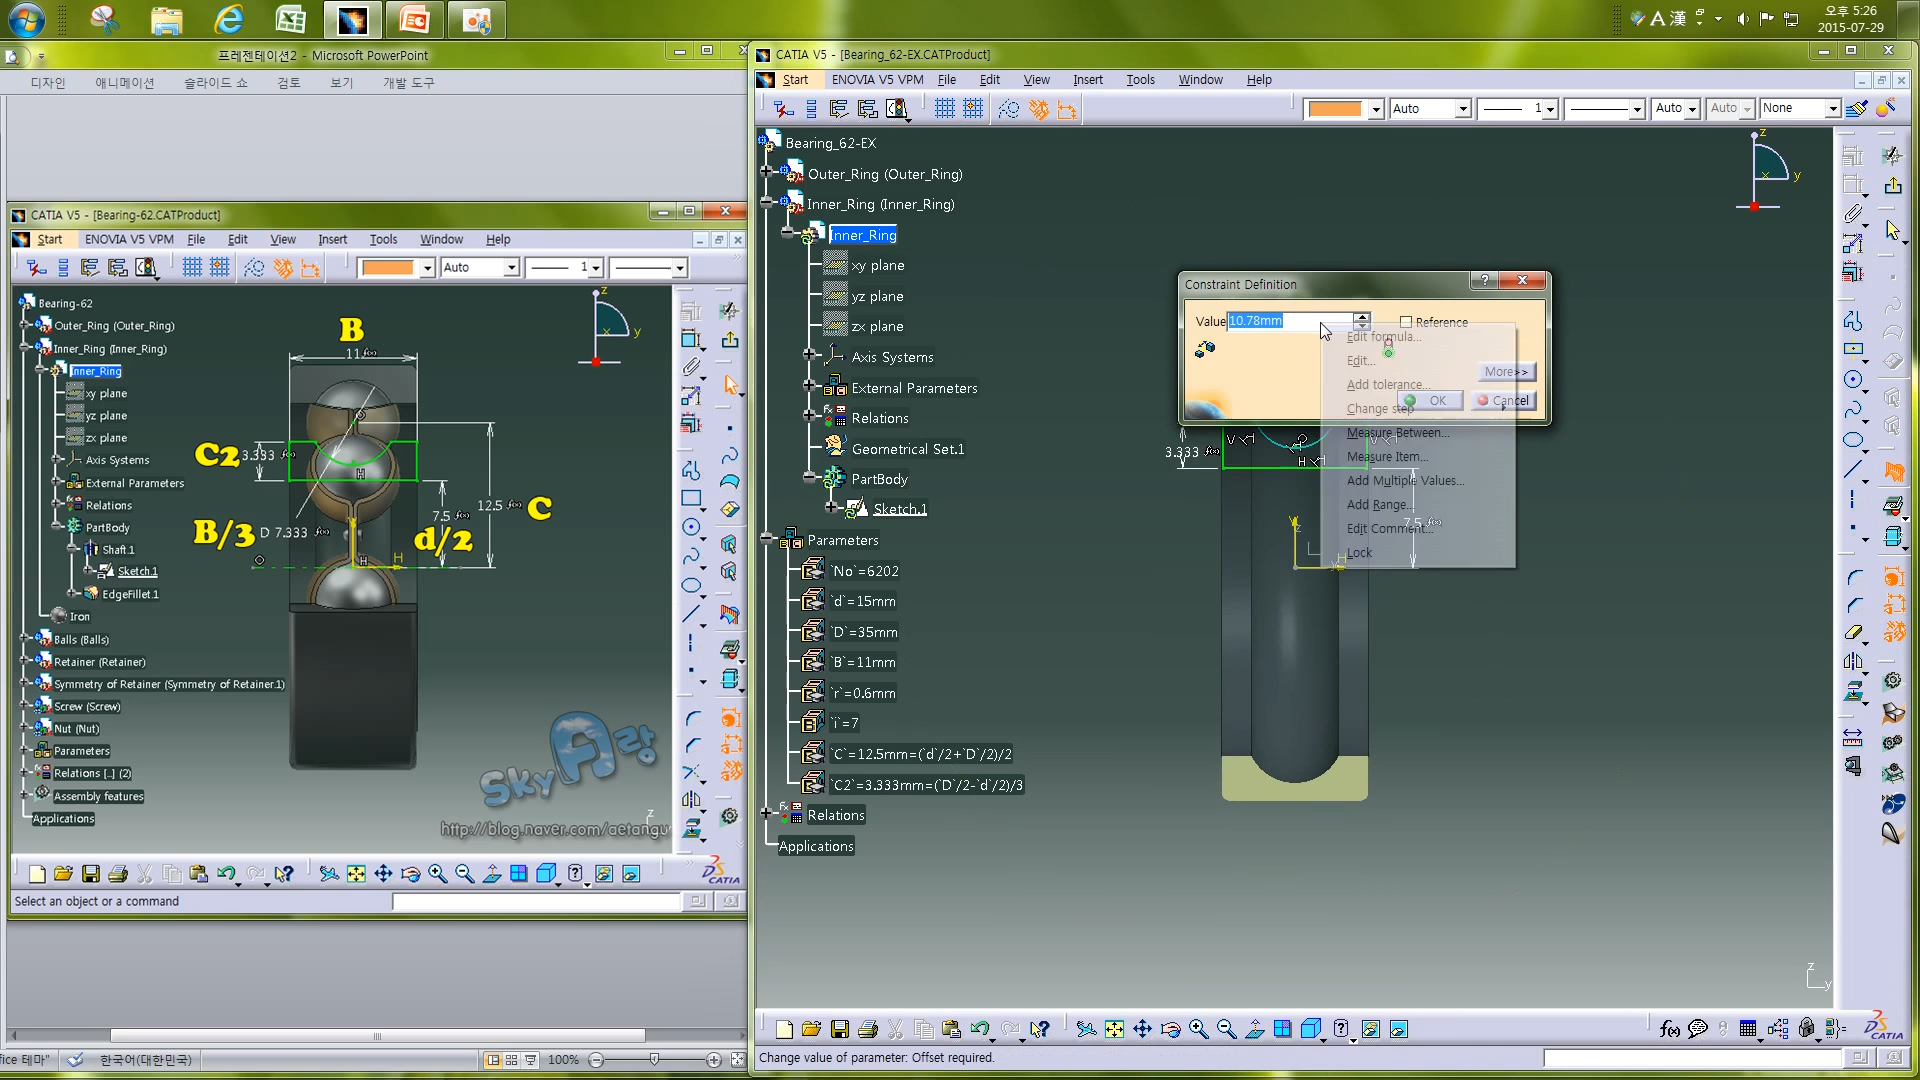 오후 5:26
2015-07-29
A 漢
프레젠테이션2 - Microsoft PowerPoint
디자인 애니메이션 슬라이드 쇼 검토 보기 개발 도구
CATIA V5 - [Bearing-62.CATProduct]
Start ENOVIA V5 VPM File Edit View Insert Tools Window Help
Auto 1
Bearing-62
Outer_Ring (Outer_Ring)
Inner_Ring (Inner_Ring)
Inner_Ring
xy plane
yz plane
zx plane
Axis Systems
External Parameters
Relations
PartBody
Shaft.1
Sketch.1
EdgeFillet.1
Iron
Balls (Balls)
Retainer (Retainer)
Symmetry of Retainer (Symmetry of Retainer.1)
Screw (Screw)
Nut (Nut)
Parameters
Relations [..] (2)
Assembly features
Applications
B
11 f(x)
C2
3.333 f(x)
B/3
D 7.333 f(x)
d/2
7.5 f(x)
12.5 f(x)
C
H
H
H
z
x
y
Sky A 랑
http://blog.naver.com/aetangu
z
CATIA
Select an object or a command
fice 테마"
한국어(대한민국)
100%
CATIA V5 - [Bearing_62-EX.CATProduct]
Start ENOVIA V5 VPM File Edit View Insert Tools Window Help
Auto 1 Auto Auto None
Bearing_62-EX
Outer_Ring (Outer_Ring)
Inner_Ring (Inner_Ring)
Inner_Ring
xy plane
yz plane
zx plane
Axis Systems
External Parameters
Relations
Geometrical Set.1
PartBody
Sketch.1
Parameters
`No`=6202
`d`=15mm
`D`=35mm
`B`=11mm
`r`=0.6mm
`i`=7
`C`=12.5mm=(`d`/2+`D`/2)/2
`C2`=3.333mm=(`D`/2-`d`/2)/3
Relations
Applications
Constraint Definition
Value 10.78mm
Reference
More>>
OK
Cancel
Edit formula...
Edit...
Add tolerance...
Change step
Measure Between...
Measure Item...
Add Multiple Values...
Add Range...
Edit Comment...
Lock
3.333 f(x)
V
H
7.5 f(x)
z
x
y
z
y
f(x)
CATIA
Change value of parameter: Offset required.